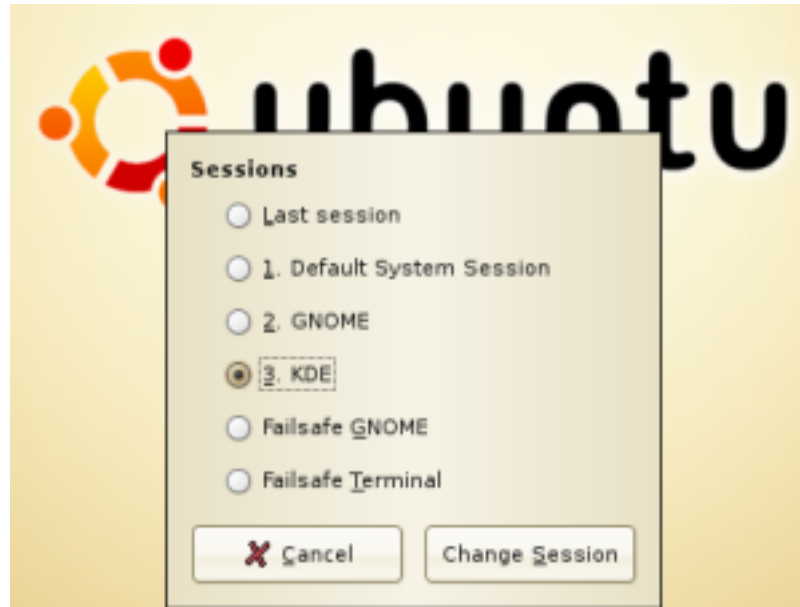 ubuntu
Sessions
Last session
1. Default System Session
2. GNOME
3. KDE
Failsafe GNOME
Failsafe Terminal
Cancel
Change Session